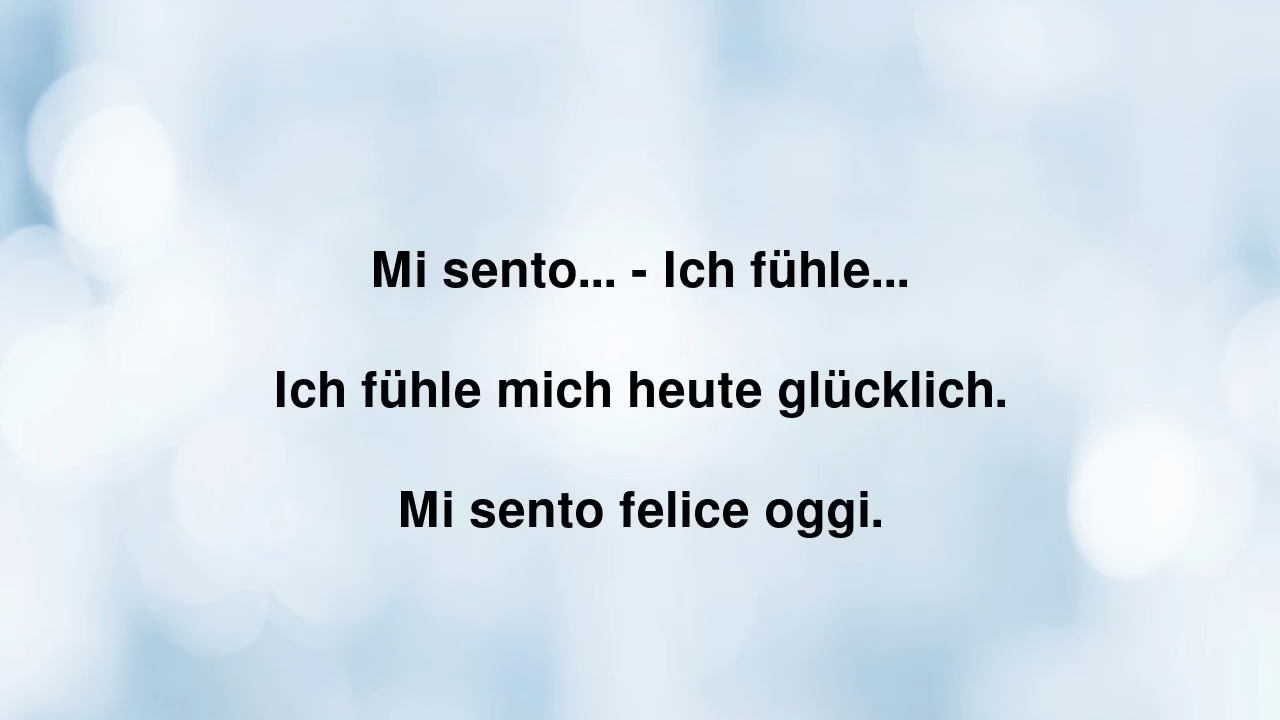 Mi sento... - Ich fühle...
Ich fühle mich heute glücklich.
Mi sento felice oggi.